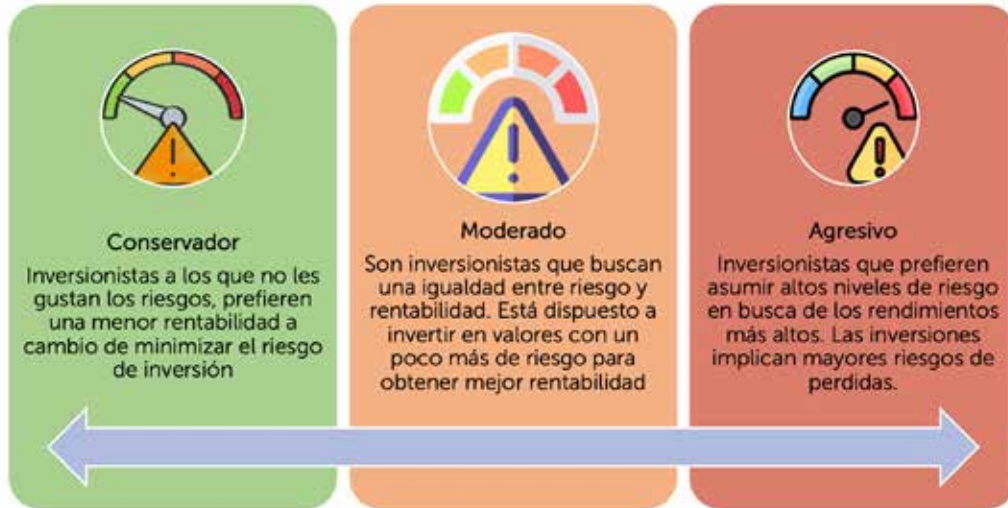 Conservador
Inversionistas a los que no les
gustan los riesgos, prefieren
una menor rentabilidad a
cambio de minimizar el riesgo
de inversión
Moderado
Son inversionistas que buscan
una igualdad entre riesgo y
rentabilidad. Está dispuesto a
invertir en valores con un
poco más de riesgo para
obtener mejor rentabilidad
Agresivo
Inversionistas que prefieren
asumir altos niveles de riesgo
en busca de los rendimientos
más altos. Las inversiones
implican mayores riesgos de
perdidas.